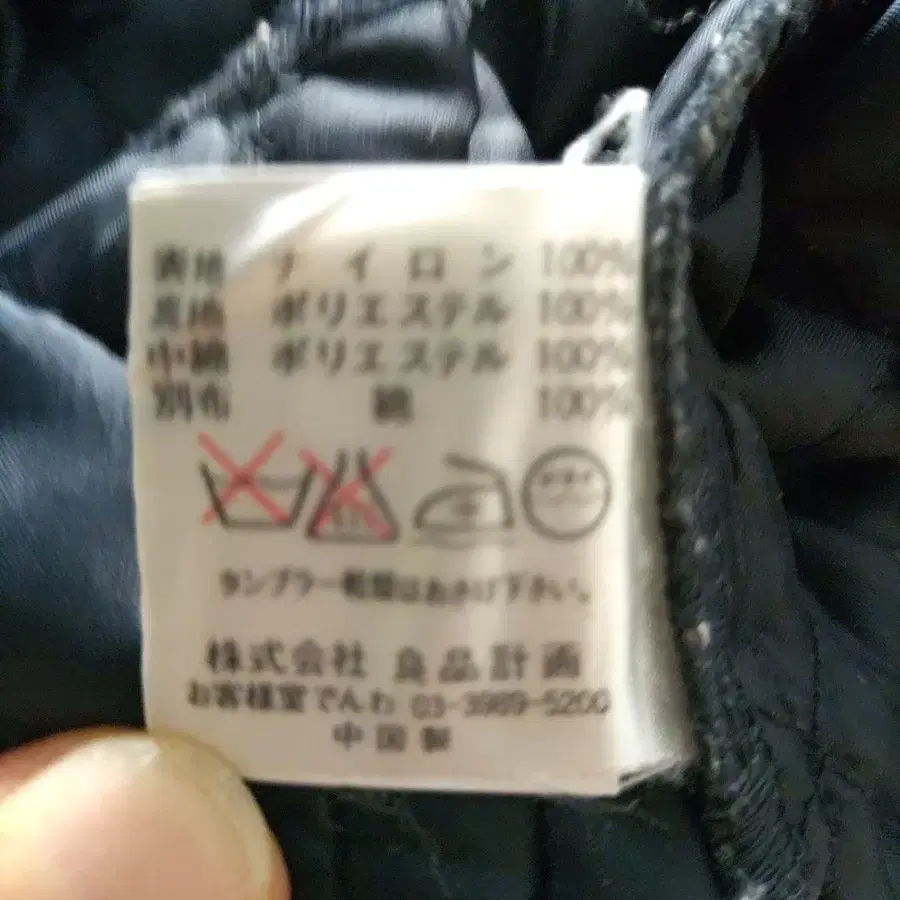 表地 ナイロン 100%
裏地 ポリエステル 100%
中綿 ポリエステル 100%
別布 綿 100%
タンブラー乾燥はおさけ下さい。
株式会社 良品計画
お客様室でんわ 03-3989-5200
中国製